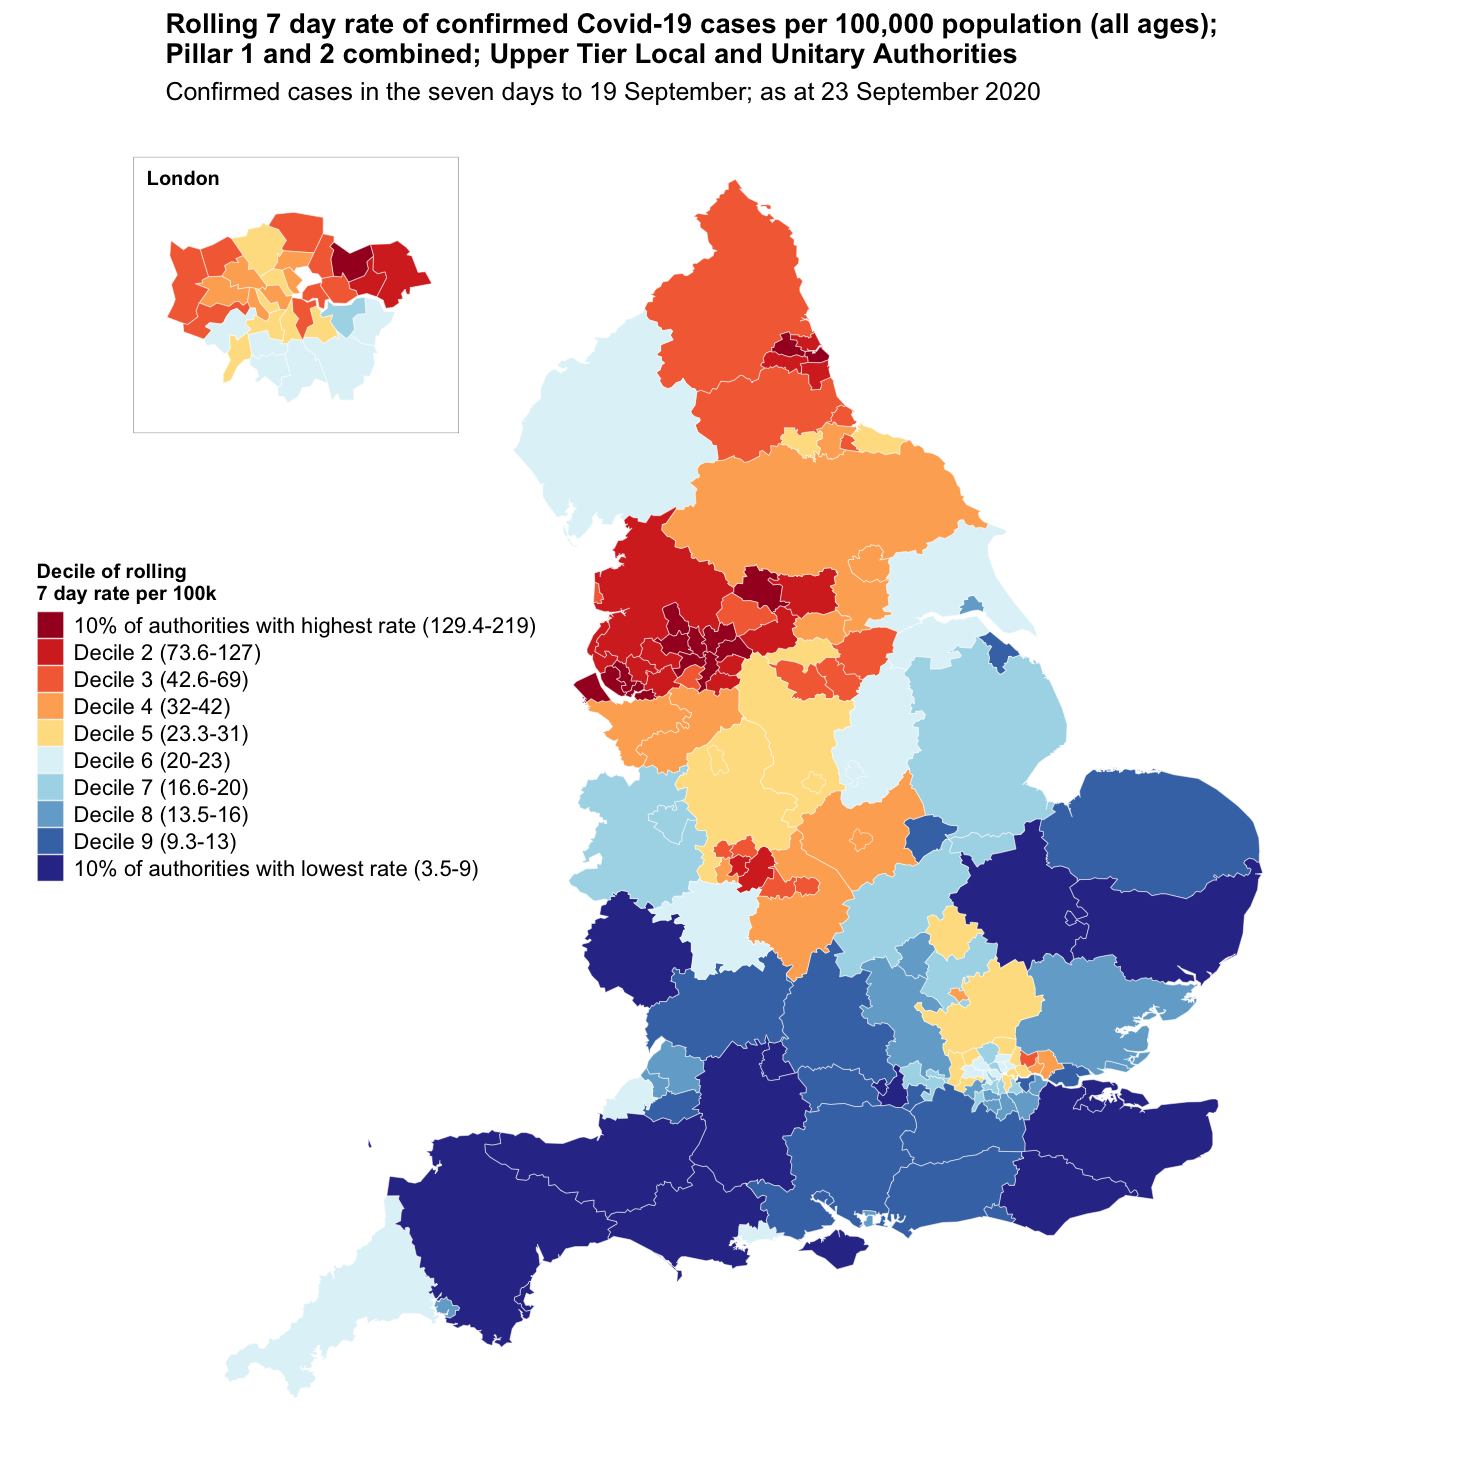 Rolling 7 day rate of confirmed Covid-19 cases per 100,000 population (all ages);
Pillar 1 and 2 combined; Upper Tier Local and Unitary Authorities
Confirmed cases in the seven days to 19 September; as at 23 September 2020
London
Decile of rolling
7 day rate per 100k
10% of authorities with highest rate (129.4-219)
Decile 2 (73.6-127)
Decile 3 (42.6-69)
Decile 4 (32-42)
Decile 5 (23.3-31)
Decile 6 (20-23)
Decile 7 (16.6-20)
Decile 8 (13.5-16)
Decile 9 (9.3-13)
10% of authorities with lowest rate (3.5-9)